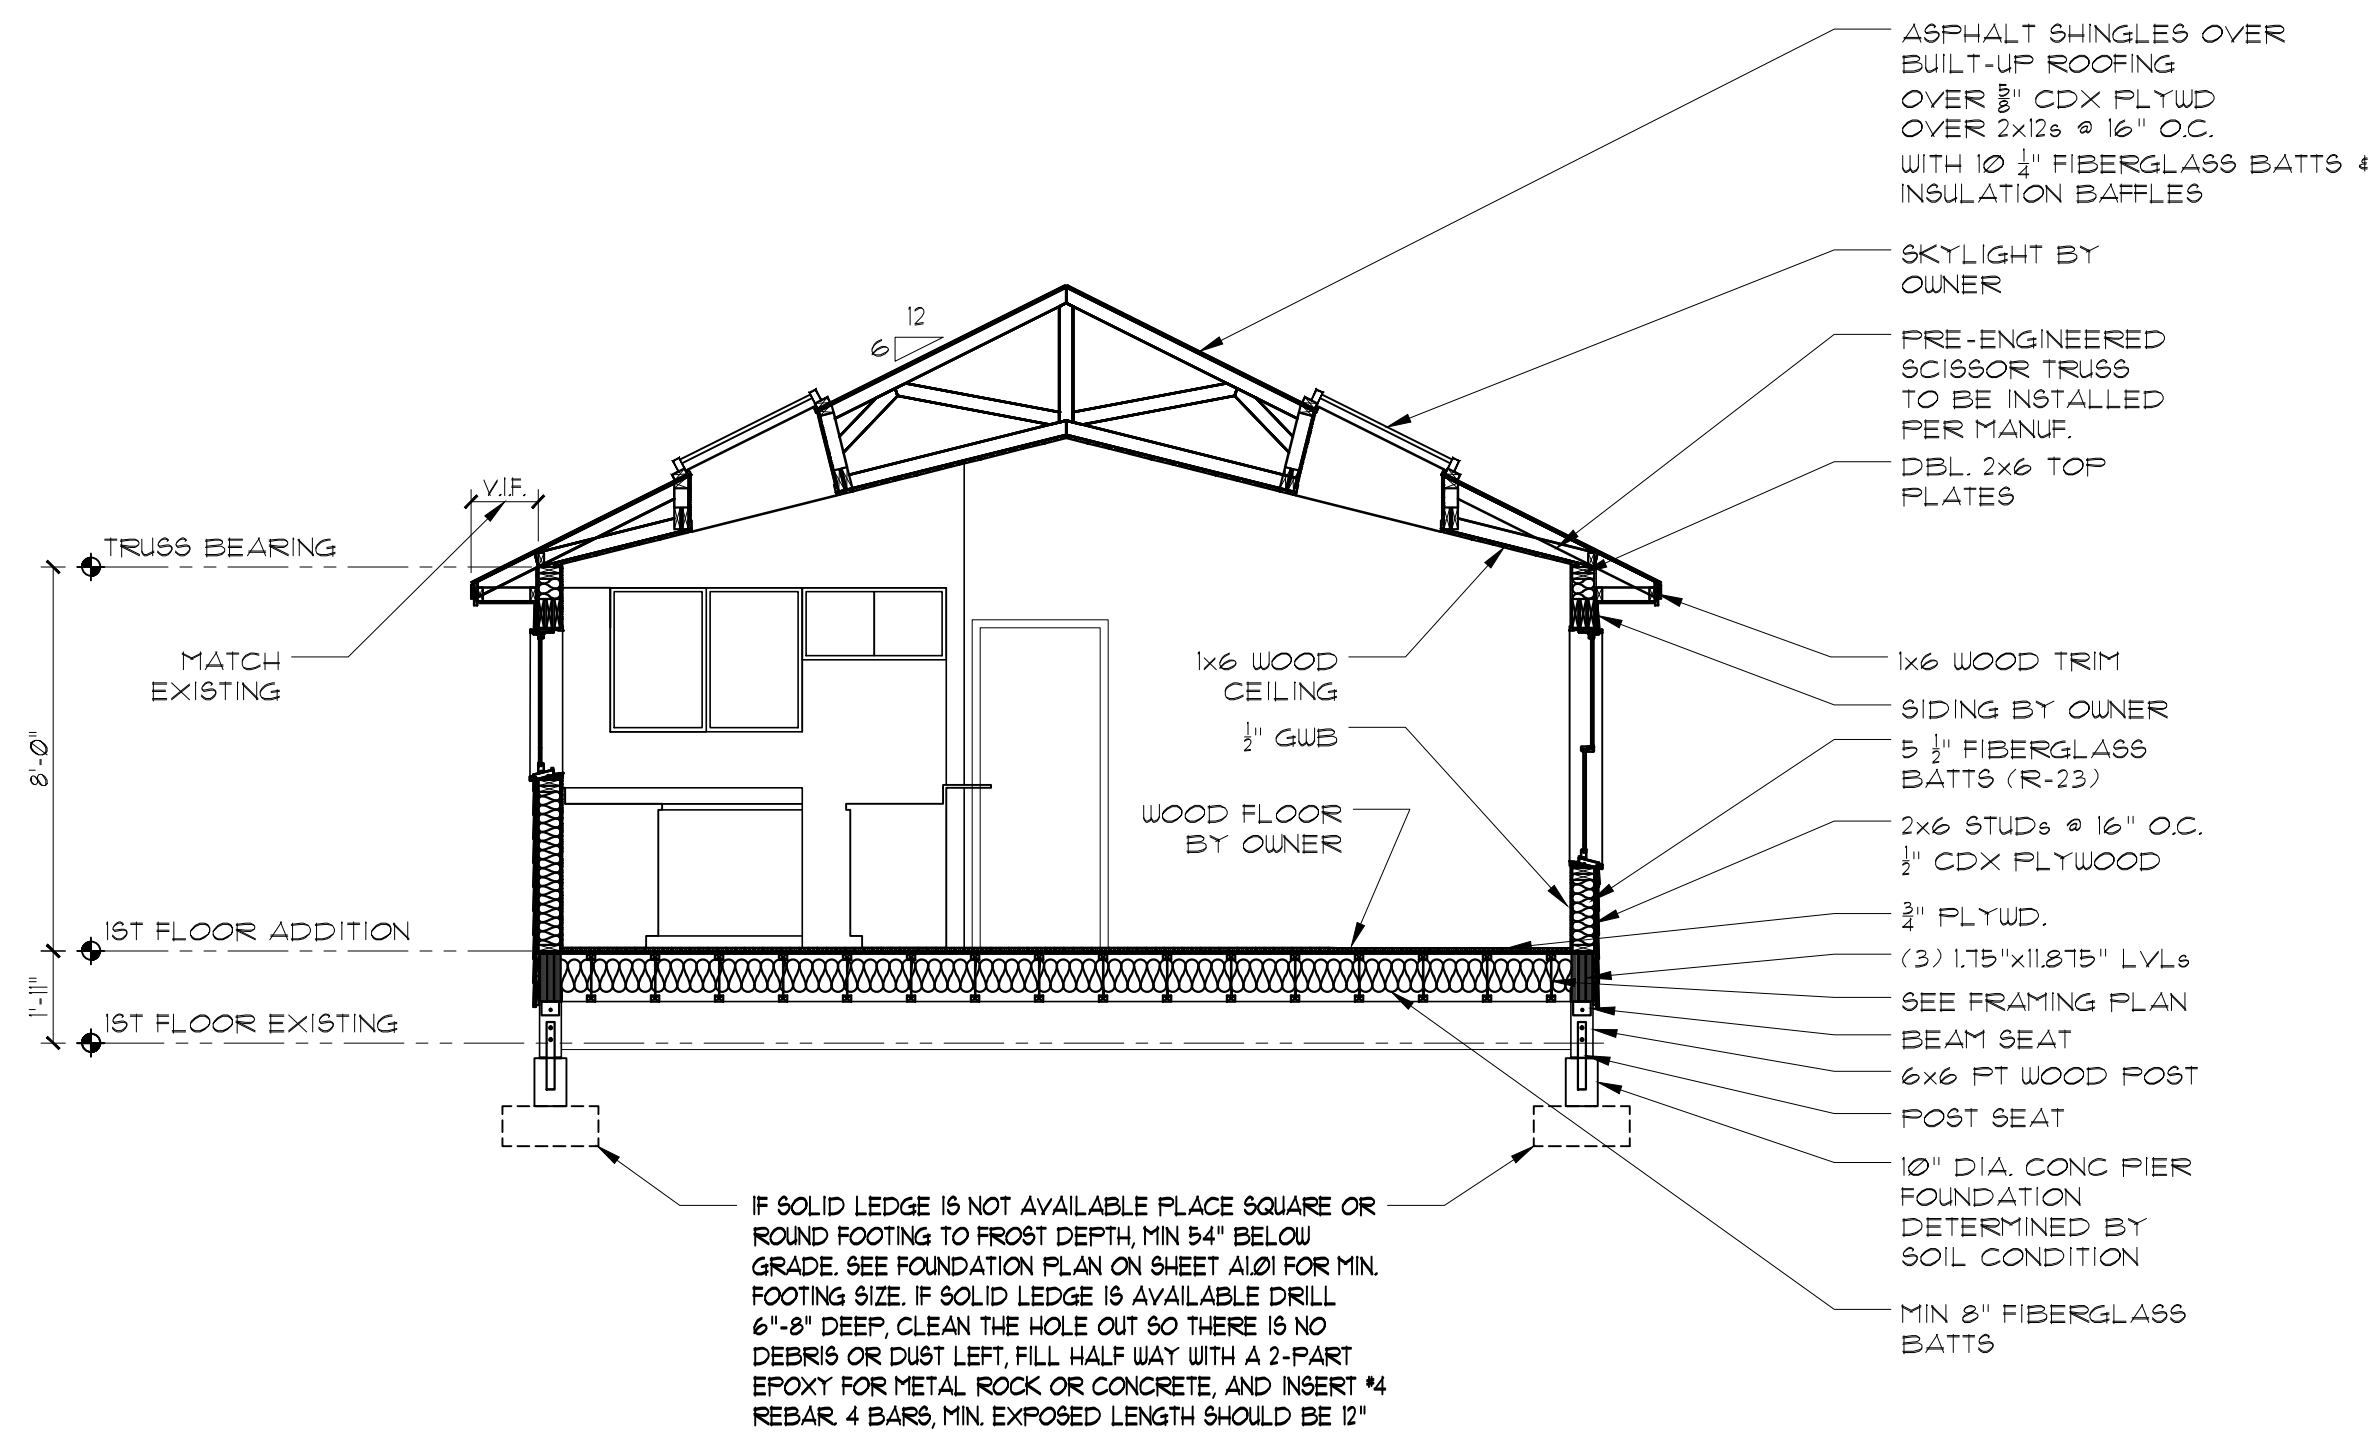 ASPHALT SHINGLES OVER
BUILT-UP ROOFING
OVER 5/8" CDX PLYWD
OVER 2x12s @ 16" O.C.
WITH 10 1/4" FIBERGLASS BATTS &
INSULATION BAFFLES
SKYLIGHT BY
OWNER
PRE-ENGINEERED
SCISSOR TRUSS
TO BE INSTALLED
PER MANUF.
DBL. 2x6 TOP
PLATES
12
6
V.I.F.
TRUSS BEARING
MATCH
EXISTING
8'-0"
1ST FLOOR ADDITION
1'-11"
1ST FLOOR EXISTING
1x6 WOOD
CEILING
1/2" GWB
WOOD FLOOR
BY OWNER
1x6 WOOD TRIM
SIDING BY OWNER
5 1/2" FIBERGLASS
BATTS (R-23)
2x6 STUDs @ 16" O.C.
1/2" CDX PLYWOOD
3/4" PLYWD.
(3) 1.75"x11.875" LVLs
SEE FRAMING PLAN
BEAM SEAT
6x6 PT WOOD POST
POST SEAT
10" DIA. CONC PIER
FOUNDATION
DETERMINED BY
SOIL CONDITION
MIN 8" FIBERGLASS
BATTS
IF SOLID LEDGE IS NOT AVAILABLE PLACE SQUARE OR
ROUND FOOTING TO FROST DEPTH, MIN 54" BELOW
GRADE. SEE FOUNDATION PLAN ON SHEET A1.01 FOR MIN.
FOOTING SIZE. IF SOLID LEDGE IS AVAILABLE DRILL
6"-8" DEEP, CLEAN THE HOLE OUT SO THERE IS NO
DEBRIS OR DUST LEFT, FILL HALF WAY WITH A 2-PART
EPOXY FOR METAL ROCK OR CONCRETE, AND INSERT #4
REBAR. 4 BARS, MIN. EXPOSED LENGTH SHOULD BE 12"